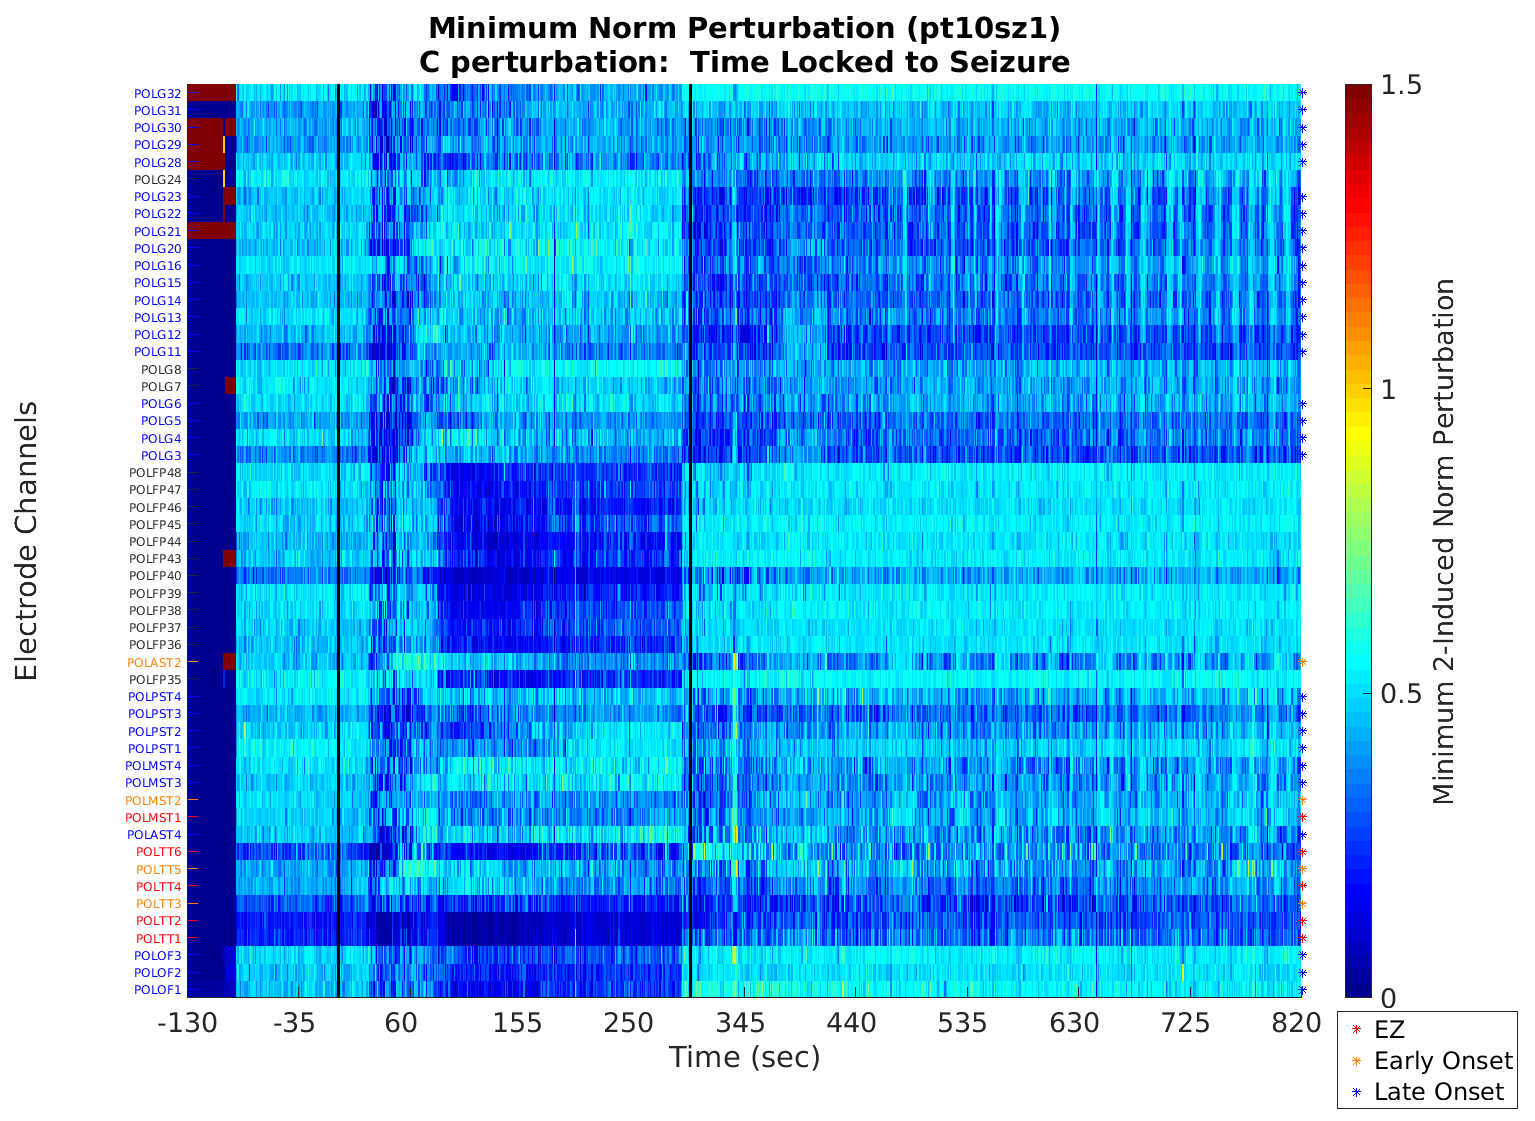 Minimum Norm Perturbation (pt10sz1)
C perturbation:  Time Locked to Seizure
Electrode Channels
POLG32
POLG31
POLG30
POLG29
POLG28
POLG24
POLG23
POLG22
POLG21
POLG20
POLG16
POLG15
POLG14
POLG13
POLG12
POLG11
POLG8
POLG7
POLG6
POLG5
POLG4
POLG3
POLFP48
POLFP47
POLFP46
POLFP45
POLFP44
POLFP43
POLFP40
POLFP39
POLFP38
POLFP37
POLFP36
POLAST2
POLFP35
POLPST4
POLPST3
POLPST2
POLPST1
POLMST4
POLMST3
POLMST2
POLMST1
POLAST4
POLTT6
POLTT5
POLTT4
POLTT3
POLTT2
POLTT1
POLOF3
POLOF2
POLOF1
-130 -35 60 155 250 345 440 535 630 725 820
Time (sec)
1.5
1
0.5
0
Minimum 2-Induced Norm Perturbation
EZ
Early Onset
Late Onset